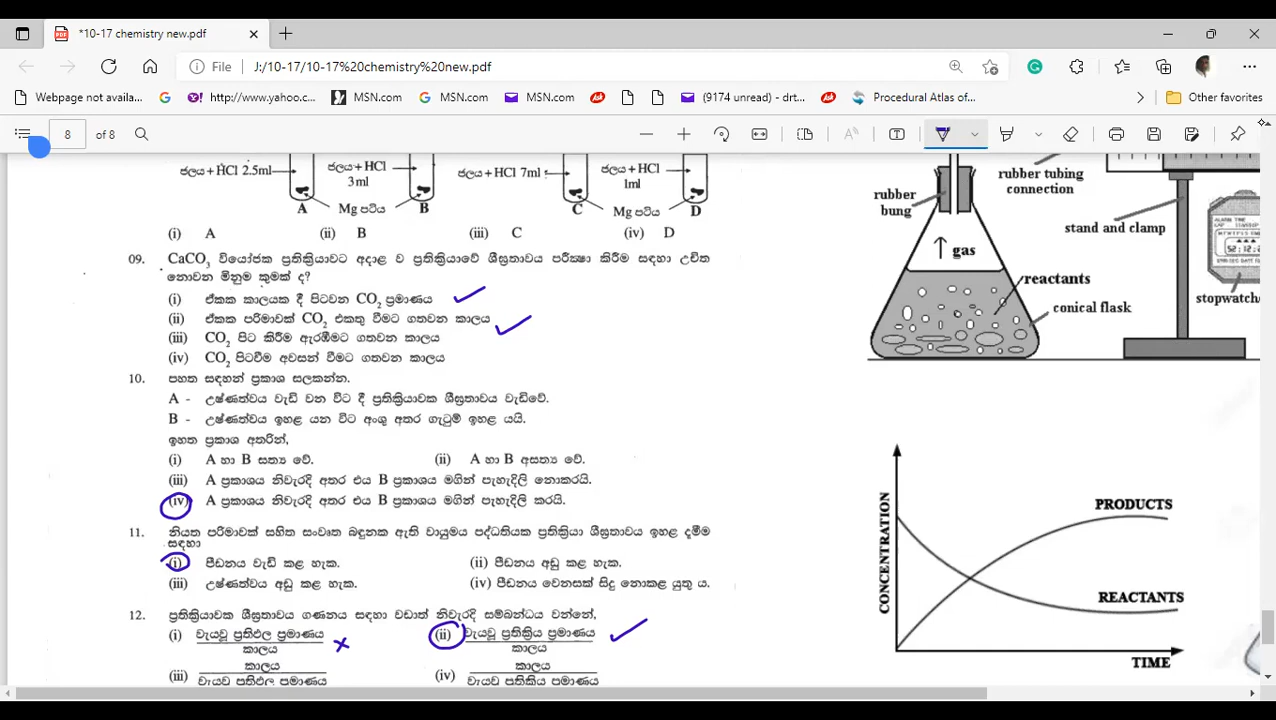 *10-17 chemistry new.pdf
File J:/10-17/10-17%20chemistry%20new.pdf
Webpage not availa... http://www.yahoo.c... MSN.com MSN.com MSN.com (9174 unread) - drt... Procedural Atlas of... Other favorites
8 of 8
ජලය+HCl 2.5ml ජලය+HCl 3ml ජලය+HCl 7ml ජලය+HCl 1ml
A Mg පටිය B C Mg පටිය D
(i) A (ii) B (iii) C (iv) D
09. CaCO3 වියෝජක ප්‍රතික්‍රියාවට අදාළ ව ප්‍රතික්‍රියාවේ ශීඝ්‍රතාවය පරීක්‍ෂා කිරීම සඳහා උචිත
නොවන මිනුම කුමක් ද?
(i) ඒකක කාලයක දී පිටවන CO2 ප්‍රමාණය
(ii) ඒකක පරිමාවක් CO2 එකතු වීමට ගතවන කාලය
(iii) CO2 පිට කිරීම ඇරඹීමට ගතවන කාලය
(iv) CO2 පිටවීම අවසන් වීමට ගතවන කාලය
10. පහත සඳහන් ප්‍රකාශ සලකන්න.
A - උෂ්ණත්වය වැඩි වන විට දී ප්‍රතික්‍රියාවක ශීඝ්‍රතාවය වැඩිවේ.
B - උෂ්ණත්වය ඉහළ යන විට අංශු අතර ගැටුම් ඉහළ යයි.
ඉහත ප්‍රකාශ අතරින්,
(i) A හා B සත්‍ය වේ. (ii) A හා B අසත්‍ය වේ.
(iii) A ප්‍රකාශය නිවැරදි අතර එය B ප්‍රකාශය මගින් පැහැදිලි නොකරයි.
(iv) A ප්‍රකාශය නිවැරදි අතර එය B ප්‍රකාශය මගින් පැහැදිලි කරයි.
11. නියත පරිමාවක් සහිත සංවෘත බඳුනක ඇති වායුමය පද්ධතියක ප්‍රතික්‍රියා ශීඝ්‍රතාවය ඉහළ දැමීම
සඳහා
(i) පීඩනය වැඩි කළ හැක. (ii) පීඩනය අඩු කළ හැක.
(iii) උෂ්ණත්වය අඩු කළ හැක. (iv) පීඩනය වෙනසක් සිදු නොකළ යුතු ය.
12. ප්‍රතික්‍රියාවක ශීඝ්‍රතාවය ගණනය සඳහා වඩාත් නිවැරදි සම්බන්ධය වන්නේ,
(i) වැයවූ ප්‍රතිඵල ප්‍රමාණය (ii) වැයවූ ප්‍රතික්‍රිය ප්‍රමාණය
කාලය කාලය
(iii) කාලය (iv) කාලය
වැයවූ ප්‍රතිඵල ප්‍රමාණය වැයවූ ප්‍රතික්‍රිය ප්‍රමාණය
rubber bung
rubber tubing connection
stand and clamp
gas
reactants
conical flask
stopwatch
CONCENTRATION
PRODUCTS
REACTANTS
TIME